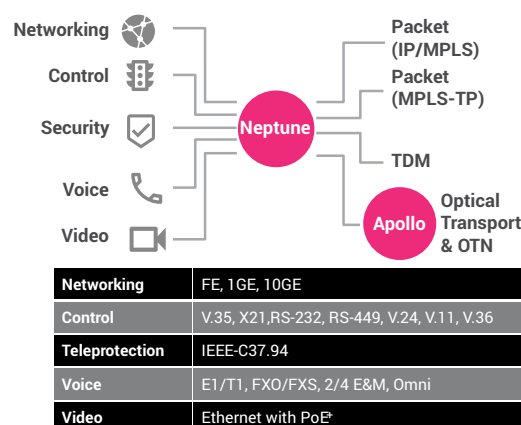 Networking
Control
Security
Voice
Video
Neptune
Packet
(IP/MPLS)
Packet
(MPLS-TP)
TDM
Apollo
Optical
Transport
& OTN
Networking FE, 1GE, 10GE
Control V.35, X21,RS-232, RS-449, V.24, V.11, V.36
Teleprotection IEEE-C37.94
Voice E1/T1, FXO/FXS, 2/4 E&M, Omni
Video Ethernet with PoE+